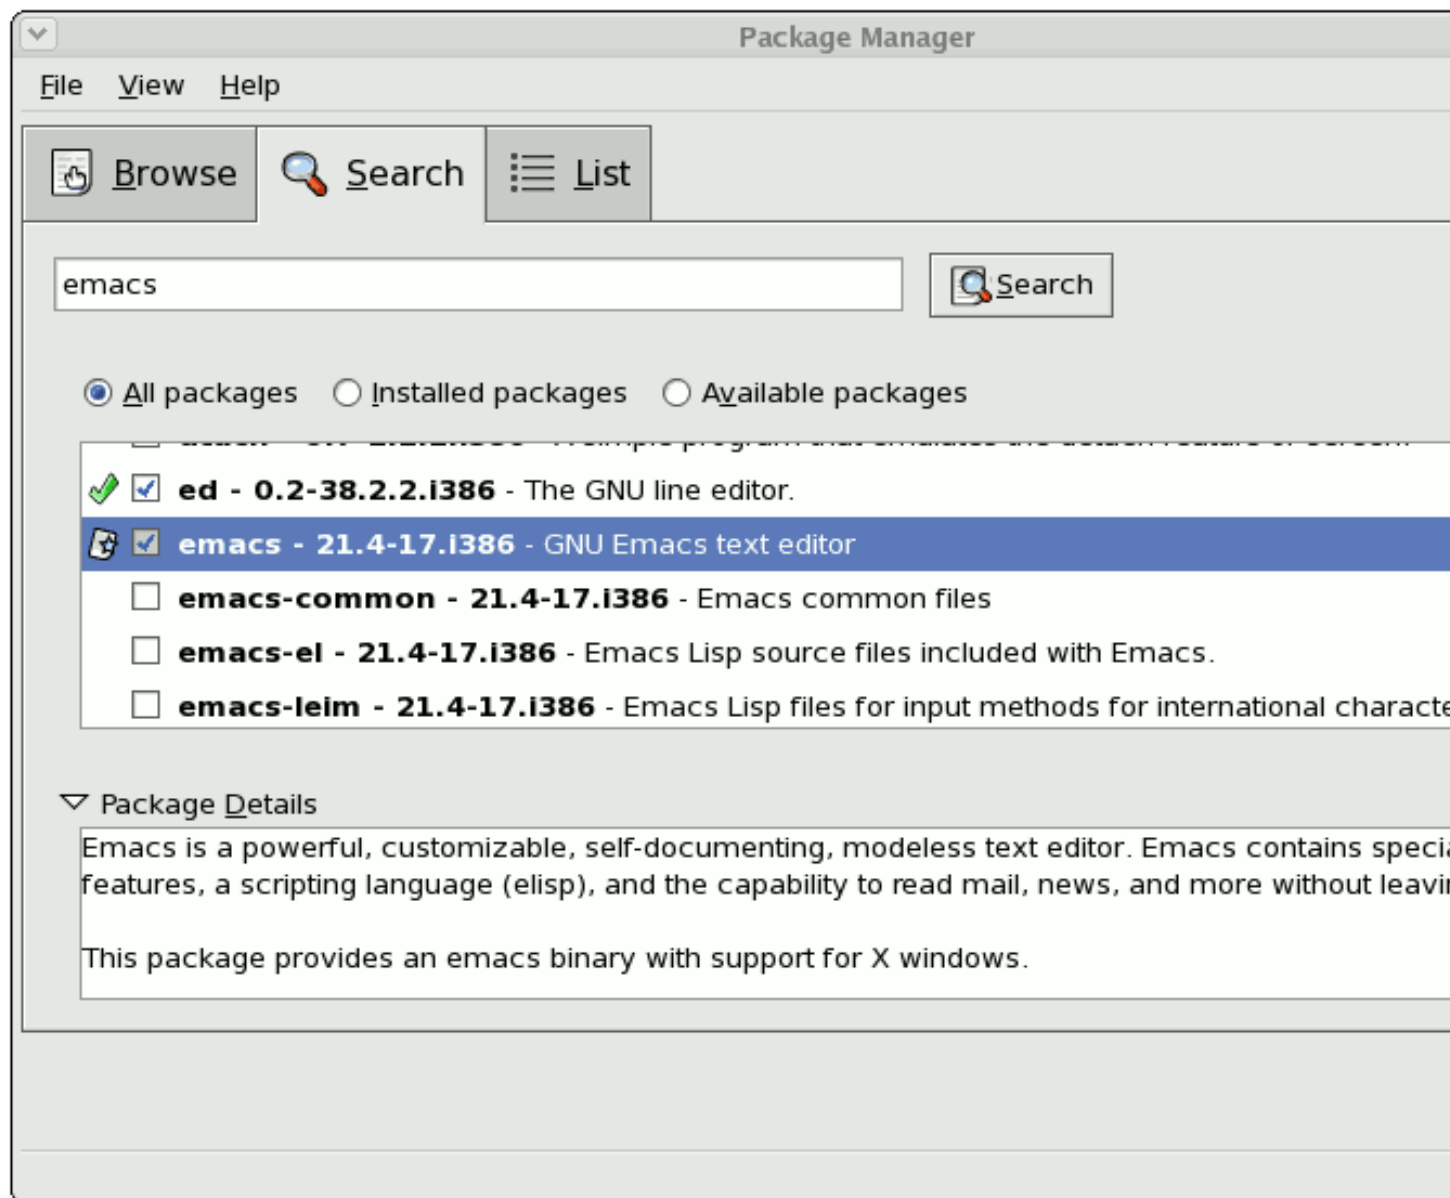 Package Manager
File View Help
Browse Search List
emacs Search
All packages Installed packages Available packages
ed - 0.2-38.2.2.i386 - The GNU line editor.
emacs - 21.4-17.i386 - GNU Emacs text editor
emacs-common - 21.4-17.i386 - Emacs common files
emacs-el - 21.4-17.i386 - Emacs Lisp source files included with Emacs.
emacs-leim - 21.4-17.i386 - Emacs Lisp files for input methods for international characte
Package Details
Emacs is a powerful, customizable, self-documenting, modeless text editor. Emacs contains specia
features, a scripting language (elisp), and the capability to read mail, news, and more without leavin
This package provides an emacs binary with support for X windows.